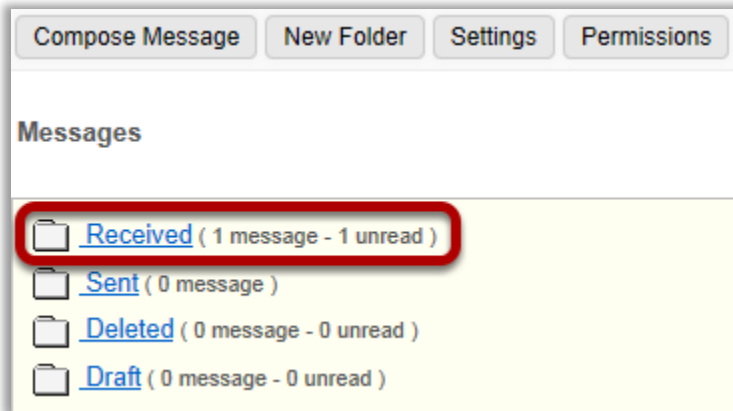 Compose Message New Folder Settings Permissions
Messages
Received ( 1 message - 1 unread )
Sent ( 0 message )
Deleted ( 0 message - 0 unread )
Draft ( 0 message - 0 unread )